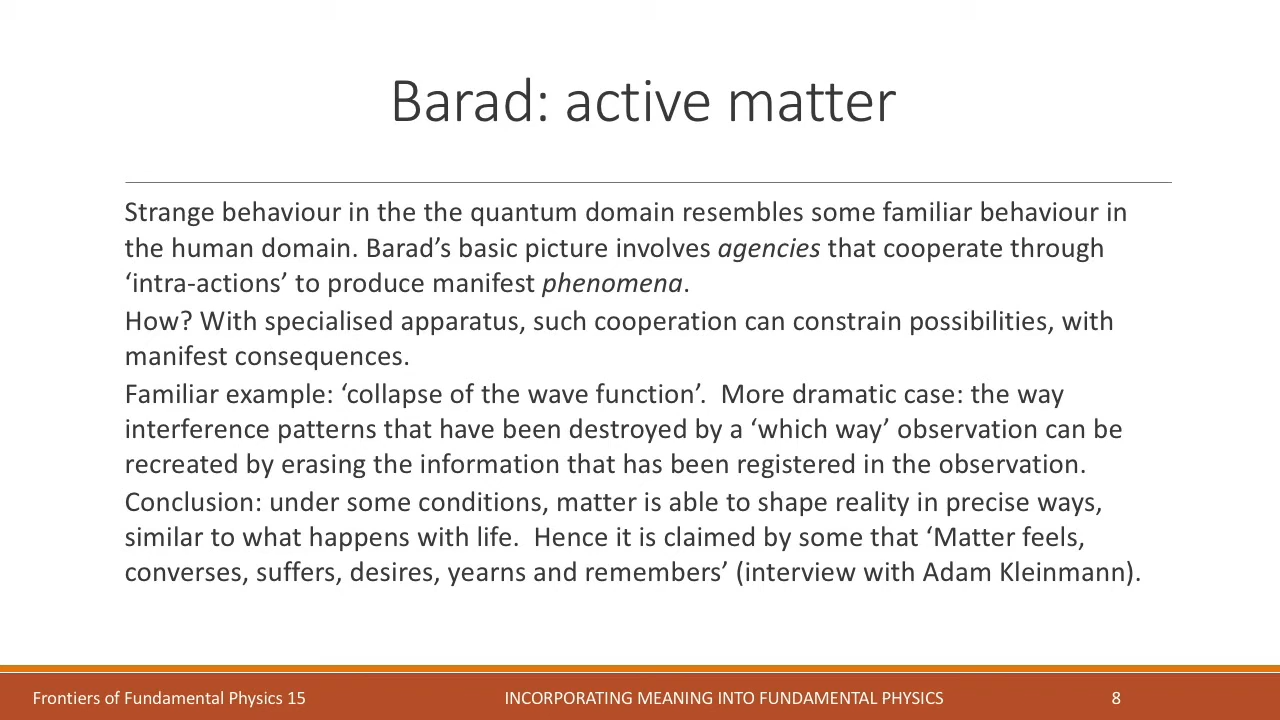 Barad: active matter
Strange behaviour in the the quantum domain resembles some familiar behaviour in
the human domain. Barad’s basic picture involves agencies that cooperate through
‘intra-actions’ to produce manifest phenomena.
How? With specialised apparatus, such cooperation can constrain possibilities, with
manifest consequences.
Familiar example: ‘collapse of the wave function’.  More dramatic case: the way
interference patterns that have been destroyed by a ‘which way’ observation can be
recreated by erasing the information that has been registered in the observation.
Conclusion: under some conditions, matter is able to shape reality in precise ways,
similar to what happens with life.  Hence it is claimed by some that ‘Matter feels,
converses, suffers, desires, yearns and remembers’ (interview with Adam Kleinmann).
Frontiers of Fundamental Physics 15
INCORPORATING MEANING INTO FUNDAMENTAL PHYSICS
8